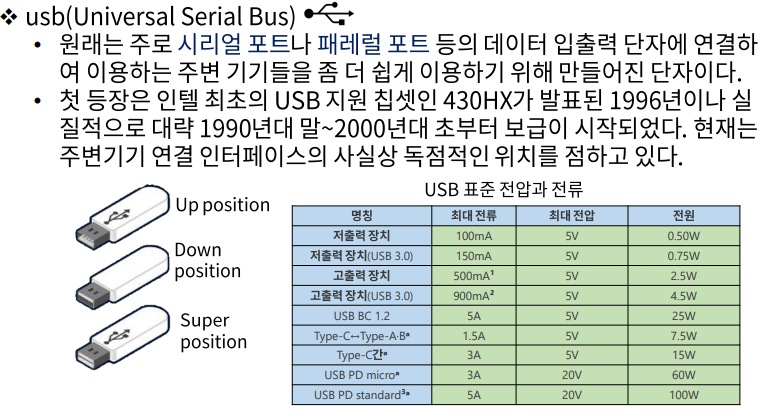 ❖ usb(Universal Serial Bus)
• 원래는 주로 시리얼 포트나 패레럴 포트 등의 데이터 입출력 단자에 연결하
여 이용하는 주변 기기들을 좀 더 쉽게 이용하기 위해 만들어진 단자이다.
• 첫 등장은 인텔 최초의 USB 지원 칩셋인 430HX가 발표된 1996년이나 실
질적으로 대략 1990년대 말~2000년대 초부터 보급이 시작되었다. 현재는
주변기기 연결 인터페이스의 사실상 독점적인 위치를 점하고 있다.
Up position
Down
position
Super
position
USB 표준 전압과 전류
명칭 최대 전류 최대 전압 전원
저출력 장치 100mA 5V 0.50W
저출력 장치(USB 3.0) 150mA 5V 0.75W
고출력 장치 500mA¹ 5V 2.5W
고출력 장치(USB 3.0) 900mA² 5V 4.5W
USB BC 1.2 5A 5V 25W
Type-C↔Type-A·Bᵃ 1.5A 5V 7.5W
Type-C간ᵃ 3A 5V 15W
USB PD microᵃ 3A 20V 60W
USB PD standard³ᵃ 5A 20V 100W